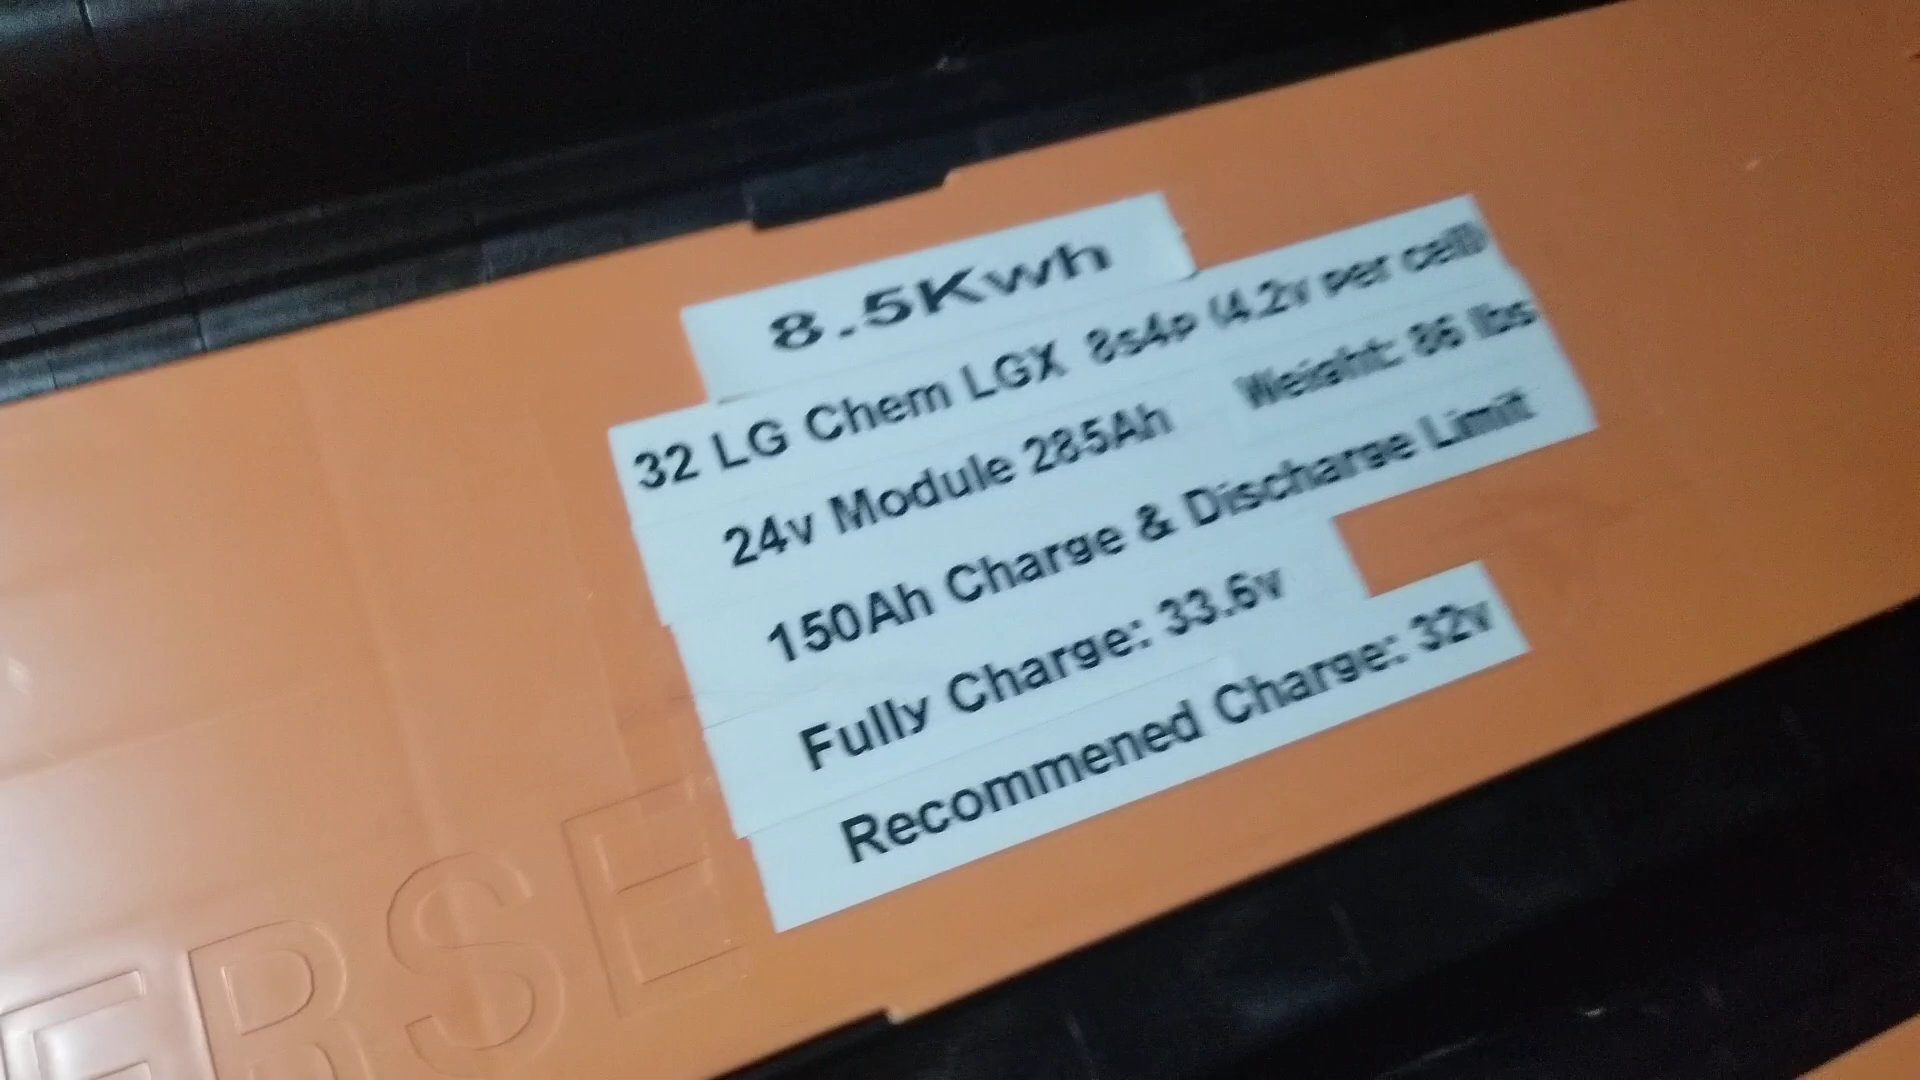 8.5Kwh
32 LG Chem LGX 8s4p (4.2v per cell)
24v Module 285Ah Weight: 86 lbs
150Ah Charge & Discharge Limit
Fully Charge: 33.6v
Recommened Charge: 32v
ERSE